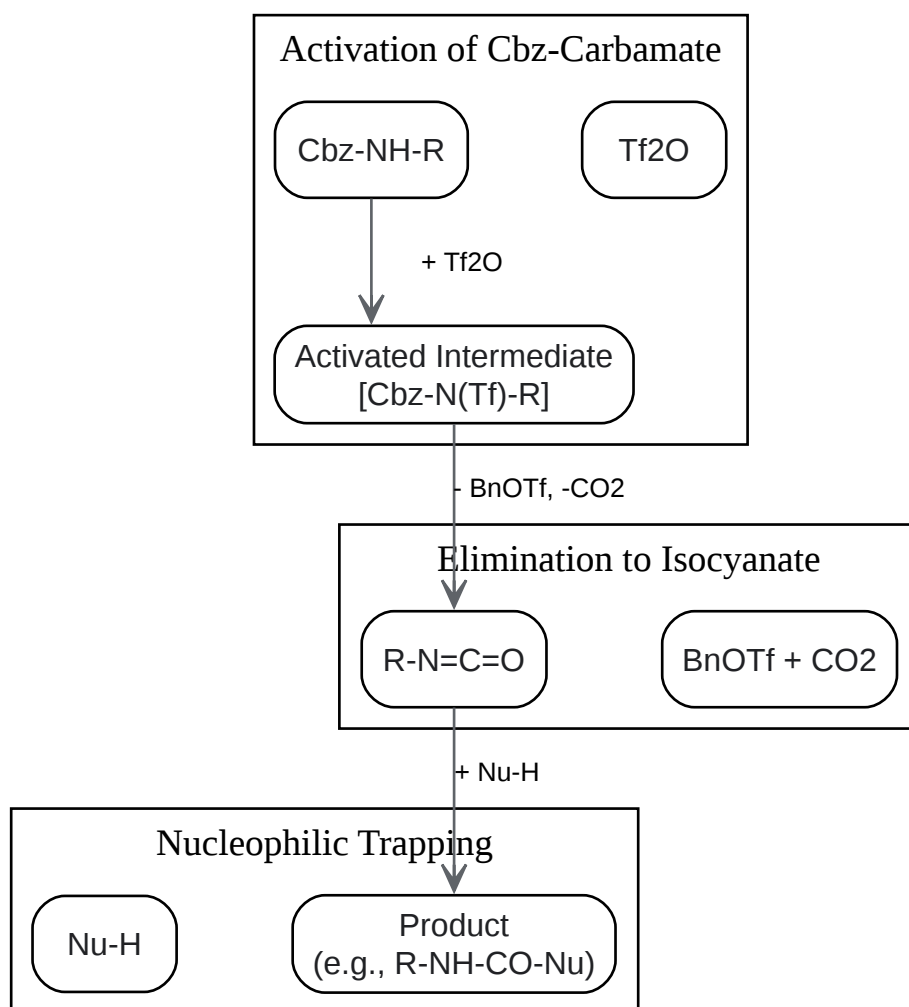 Activation of Cbz-Carbamate
Cbz-NH-R
Tf2O
+ Tf2O
Activated Intermediate
[Cbz-N(Tf)-R]
- BnOTf, -CO2
Elimination to Isocyanate
R-N=C=O
BnOTf + CO2
+ Nu-H
Nucleophilic Trapping
Nu-H
Product
(e.g., R-NH-CO-Nu)